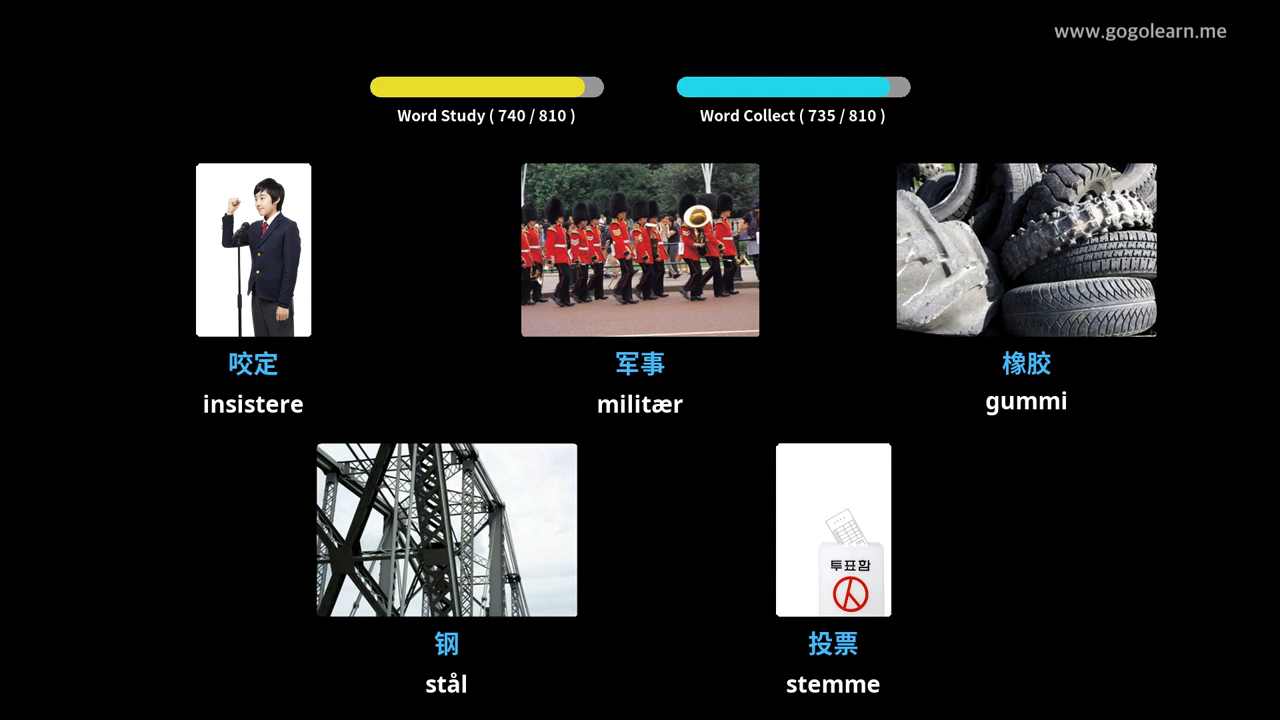 www.gogolearn.me
Word Study ( 740 / 810 )
Word Collect ( 735 / 810 )
咬定
insistere
军事
militær
橡胶
gummi
투표함
钢
stål
投票
stemme